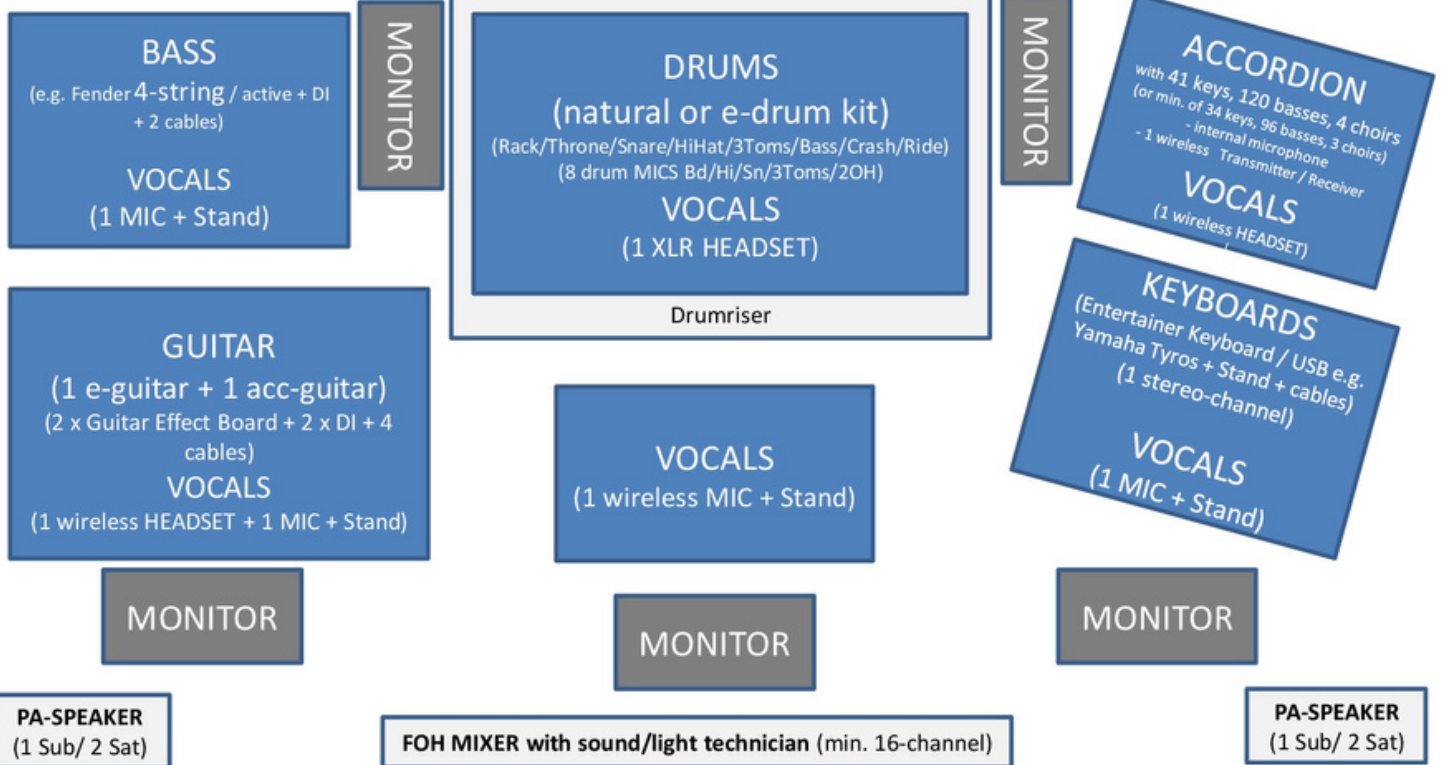 BASS
(e.g. Fender 4-string / active + DI
+ 2 cables)
VOCALS
(1 MIC + Stand)
MONITOR
DRUMS
(natural or e-drum kit)
(Rack/Throne/Snare/HiHat/3Toms/Bass/Crash/Ride)
(8 drum MICS Bd/Hi/Sn/3Toms/2OH)
VOCALS
(1 XLR HEADSET)
Drumriser
MONITOR
ACCORDION
with 41 keys, 120 basses, 4 choirs
(or min. of 34 keys, 96 basses, 3 choirs)
- internal microphone
- 1 wireless Transmitter / Receiver
VOCALS
(1 wireless HEADSET)
GUITAR
(1 e-guitar + 1 acc-guitar)
(2 x Guitar Effect Board + 2 x DI + 4
cables)
VOCALS
(1 wireless HEADSET + 1 MIC + Stand)
VOCALS
(1 wireless MIC + Stand)
KEYBOARDS
(Entertainer Keyboard / USB e.g.
Yamaha Tyros + Stand + cables)
(1 stereo-channel)
VOCALS
(1 MIC + Stand)
MONITOR
MONITOR
MONITOR
PA-SPEAKER
(1 Sub/ 2 Sat)
FOH MIXER with sound/light technician (min. 16-channel)
PA-SPEAKER
(1 Sub/ 2 Sat)